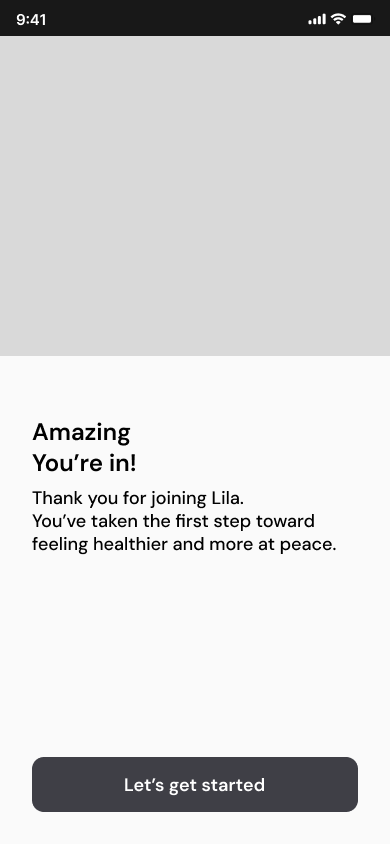 9:41
Amazing
You’re in!
Thank you for joining Lila.
You’ve taken the first step toward
feeling healthier and more at peace.
Let’s get started